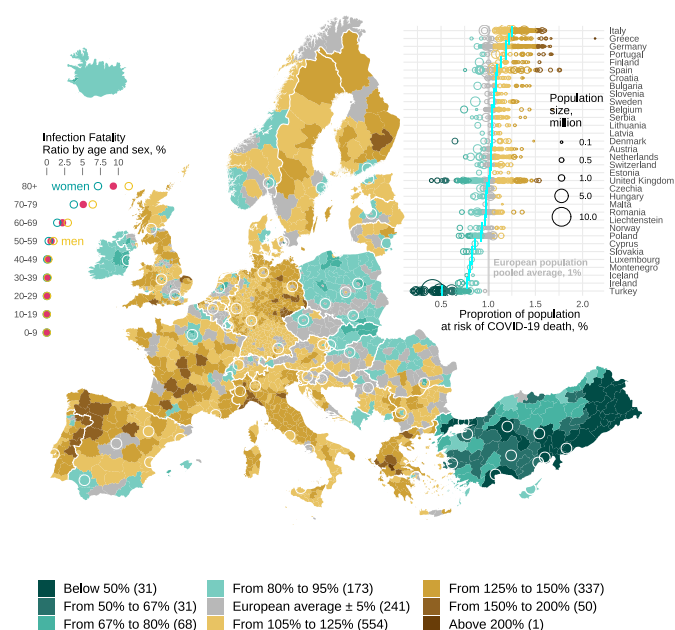 Italy
Greece
Germany
Portugal
Finland
Spain
Croatia
Bulgaria
Slovenia
Sweden
Belgium
Serbia
Lithuania
Latvia
Denmark
Austria
Netherlands
Switzerland
Estonia
United Kingdom
Czechia
Hungary
Malta
Romania
Liechtenstein
Norway
Poland
Cyprus
Slovakia
Luxembourg
Montenegro
Iceland
Ireland
Turkey
Population
size,
million
0.1
0.5
1.0
5.0
10.0
European population
pooled average, 1%
0.5 1.0 1.5 2.0
Proprotion of population
at risk of COVID-19 death, %
Infection Fatality
Ratio by age and sex, %
0 2.5 5 7.5 10
80+ women
70-79
60-69
50-59 men
40-49
30-39
20-29
10-19
0-9
Below 50% (31)
From 50% to 67% (31)
From 67% to 80% (68)
From 80% to 95% (173)
European average ± 5% (241)
From 105% to 125% (554)
From 125% to 150% (337)
From 150% to 200% (50)
Above 200% (1)